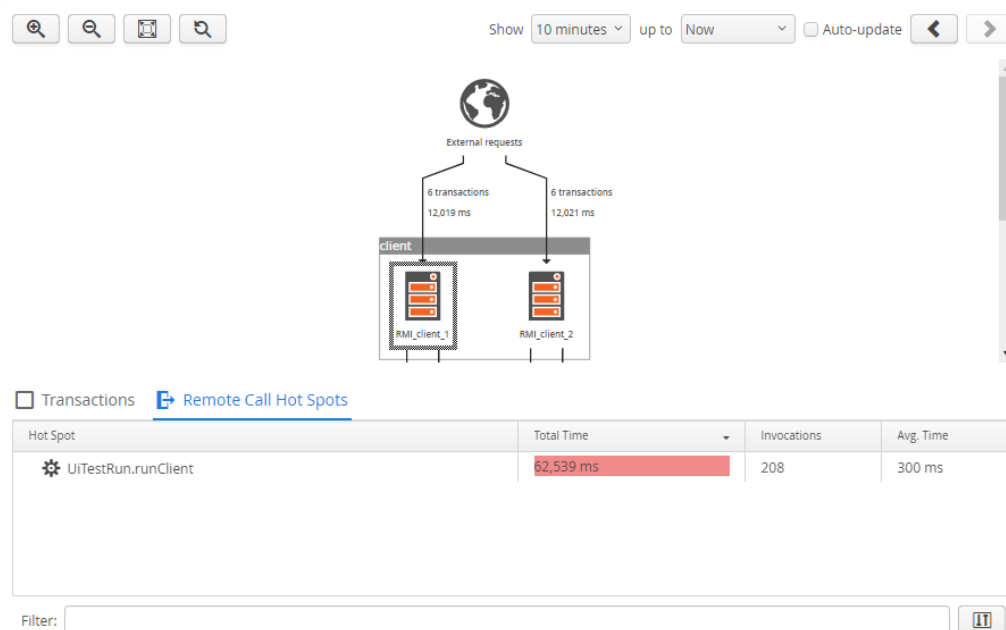 Show 10 minutes up to Now Auto-update
External requests
6 transactions 6 transactions
12,019 ms 12,021 ms
client
RMI_client_1 RMI_client_2
Transactions Remote Call Hot Spots
Hot Spot Total Time Invocations Avg. Time
UiTestRun.runClient 62,539 ms 208 300 ms
Filter: